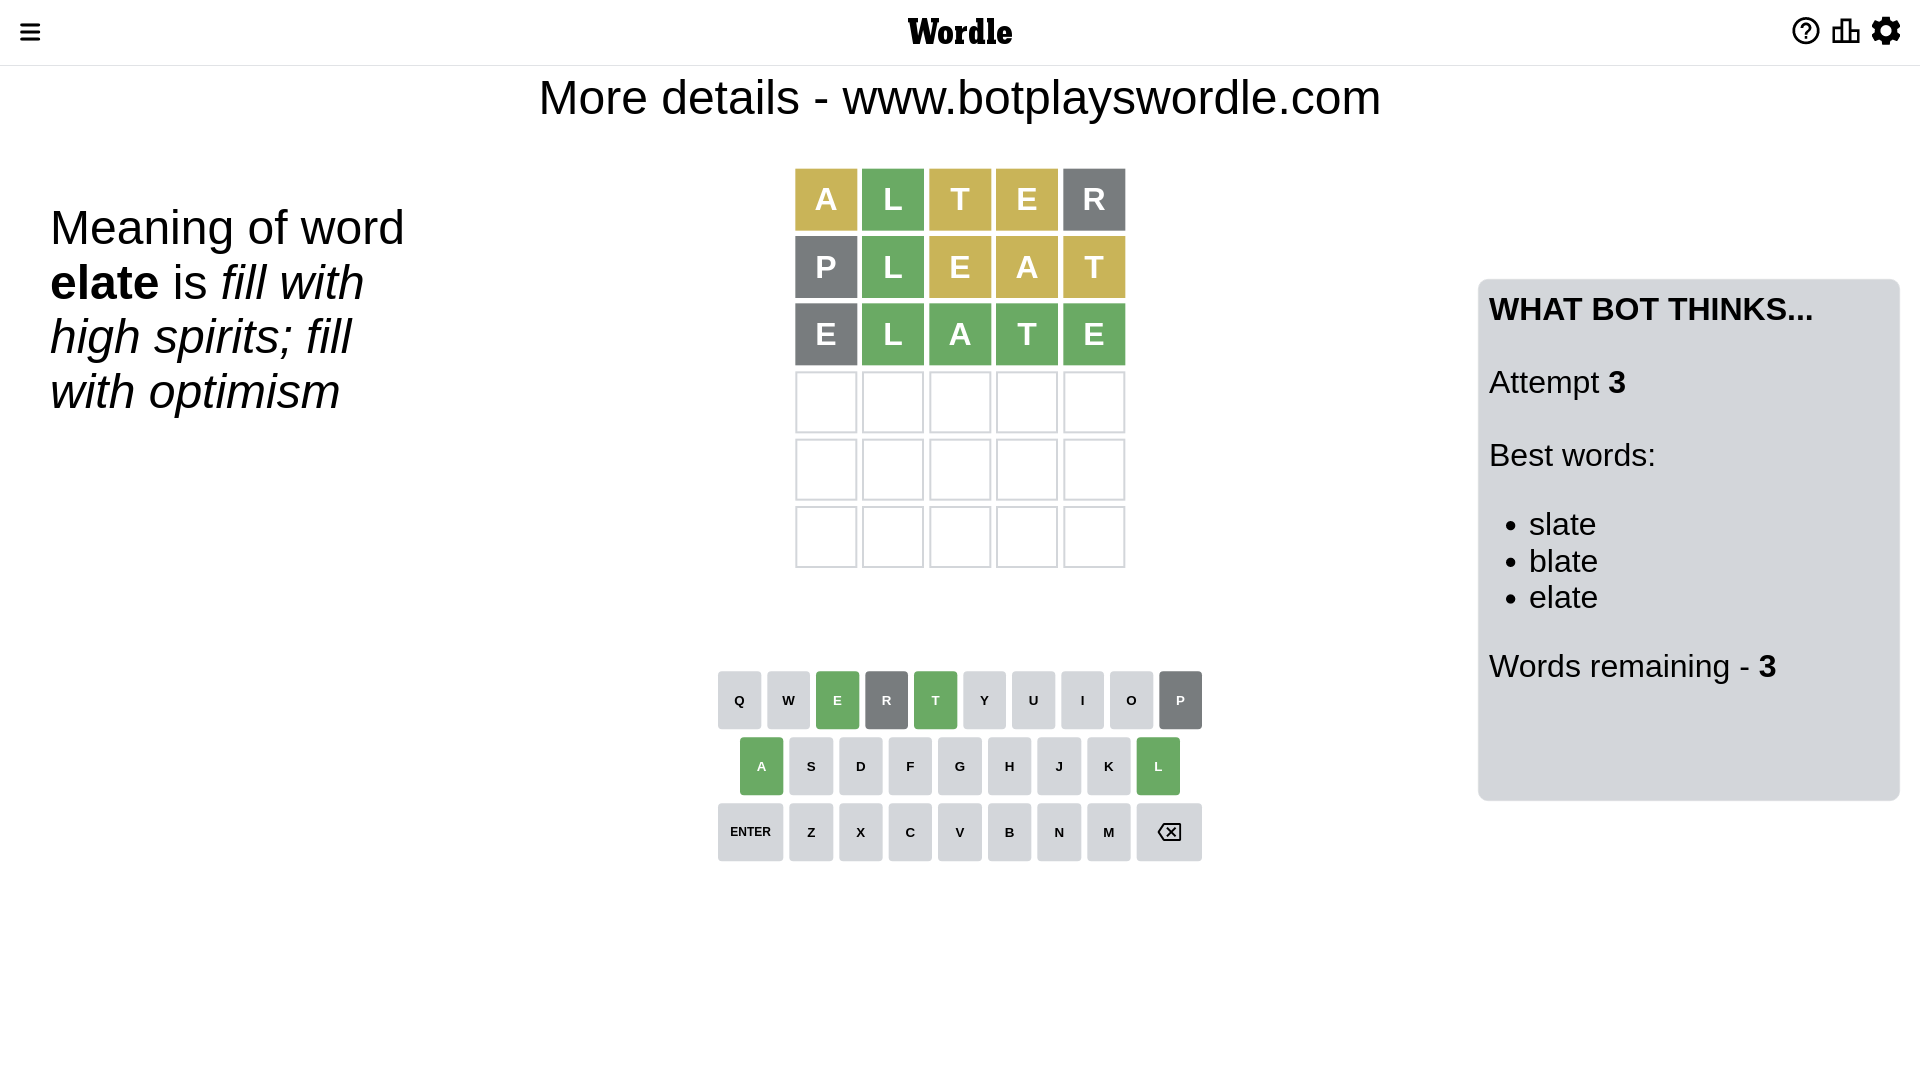 Wordle
More details - www.botplayswordle.com
Meaning of word
elate is fill with
high spirits; fill
with optimism
A L T E R
P L E A T
E L A T E
WHAT BOT THINKS...
Attempt 3
Best words:
• slate
• blate
• elate
Words remaining - 3
Q W E R T Y U I O P
A S D F G H J K L
ENTER Z X C V B N M